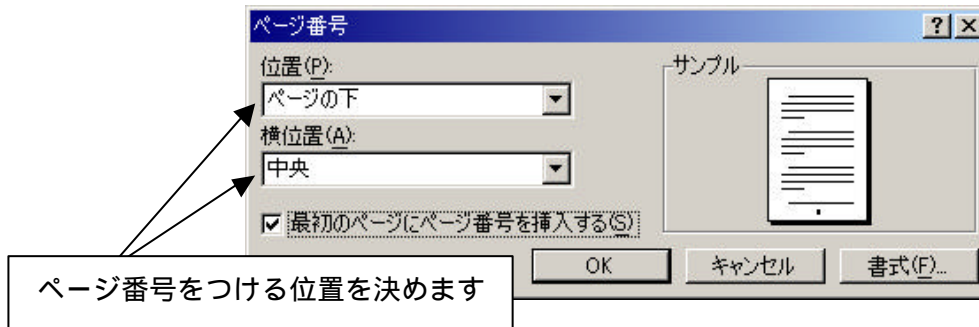 ページ番号
位置(P):
サンプル
ページの下
横位置(A):
中央
最初のページにページ番号を挿入する(S)
OK キャンセル 書式(F)...
ページ番号をつける位置を決めます